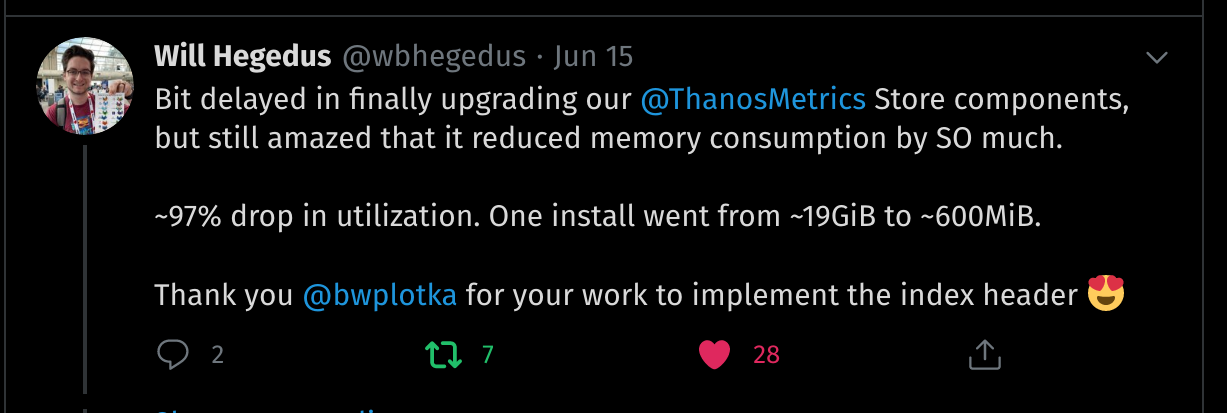 Will Hegedus @wbhegedus · Jun 15
Bit delayed in finally upgrading our @ThanosMetrics Store components,
but still amazed that it reduced memory consumption by SO much.
~97% drop in utilization. One install went from ~19GiB to ~600MiB.
Thank you @bwplotka for your work to implement the index header 😍
2 7 28